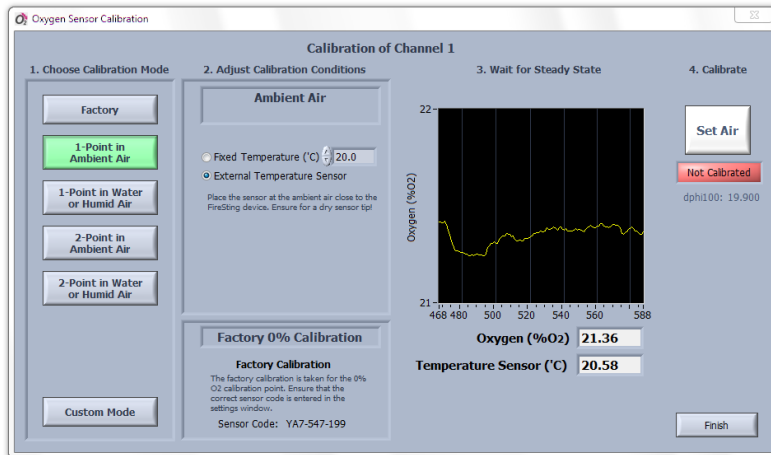 Oxygen Sensor Calibration
Calibration of Channel 1
1. Choose Calibration Mode
2. Adjust Calibration Conditions
3. Wait for Steady State
4. Calibrate
Factory
1-Point in
Ambient Air
1-Point in Water
or Humid Air
2-Point in
Ambient Air
2-Point in Water
or Humid Air
Custom Mode
Ambient Air
Fixed Temperature (°C) 20.0
External Temperature Sensor
Place the sensor at the ambient air close to the
FireSting device. Ensure for a dry sensor tip!
Factory 0% Calibration
Factory Calibration
The factory calibration is taken for the 0%
O2 calibration point. Ensure that the
correct sensor code is entered in the
settings window.
Sensor Code: YA7-547-199
22
Oxygen (%O2)
21
468 480 500 520 540 560 588
Oxygen (%O2) 21.36
Temperature Sensor (°C) 20.58
Set Air
Not Calibrated
dphi100: 19.900
Finish